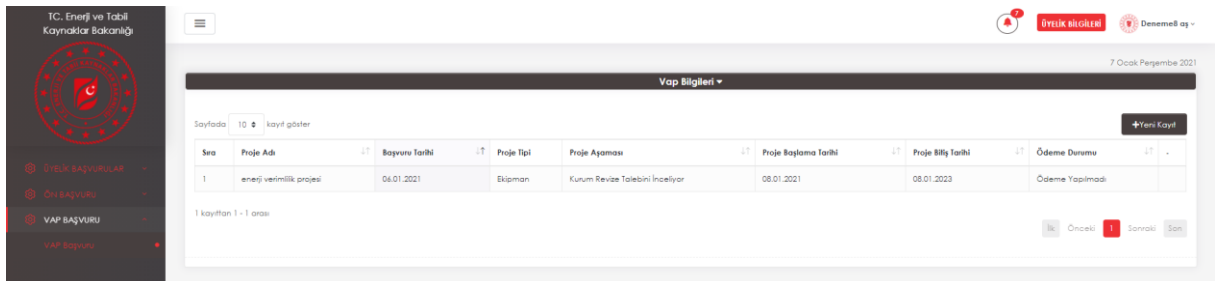 TC. Enerji ve Tabii
Kaynaklar Bakanlığı
7
ÜYELİK BİLGİLERİ
Deneme8 aş
7 Ocak Perşembe 2021
Vap Bilgileri
Sayfada 10 kayıt göster
+Yeni Kayıt
Sıra Proje Adı Başvuru Tarihi Proje Tipi Proje Aşaması Proje Başlama Tarihi Proje Bitiş Tarihi Ödeme Durumu .
1 enerji verimlilik projesi 06.01.2021 Ekipman Kurum Revize Talebini İnceliyor 08.01.2021 08.01.2023 Ödeme Yapılmadı
1 kayıttan 1 - 1 arası
İlk Önceki 1 Sonraki Son
ÜYELİK BAŞVURULAR
ÖN BAŞVURU
VAP BAŞVURU
VAP Başvuru